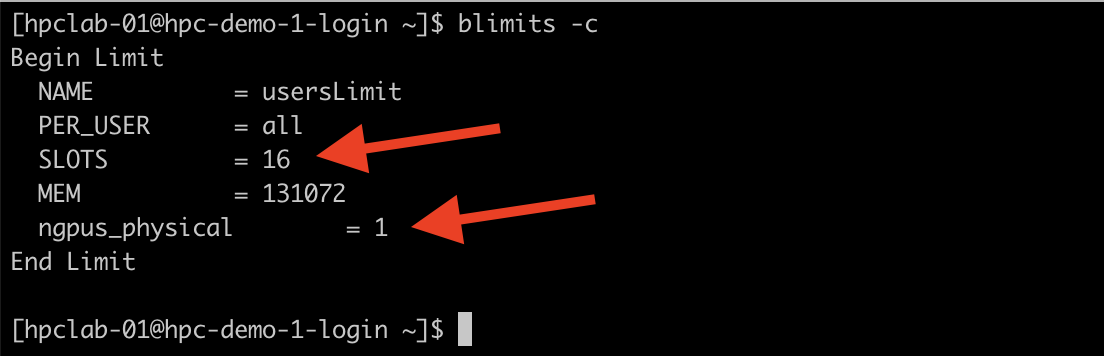 [hpclab-01@hpc-demo-1-login ~]$ blimits -c
Begin Limit
  NAME          = usersLimit
  PER_USER      = all
  SLOTS         = 16
  MEM           = 131072
  ngpus_physical        = 1
End Limit

[hpclab-01@hpc-demo-1-login ~]$